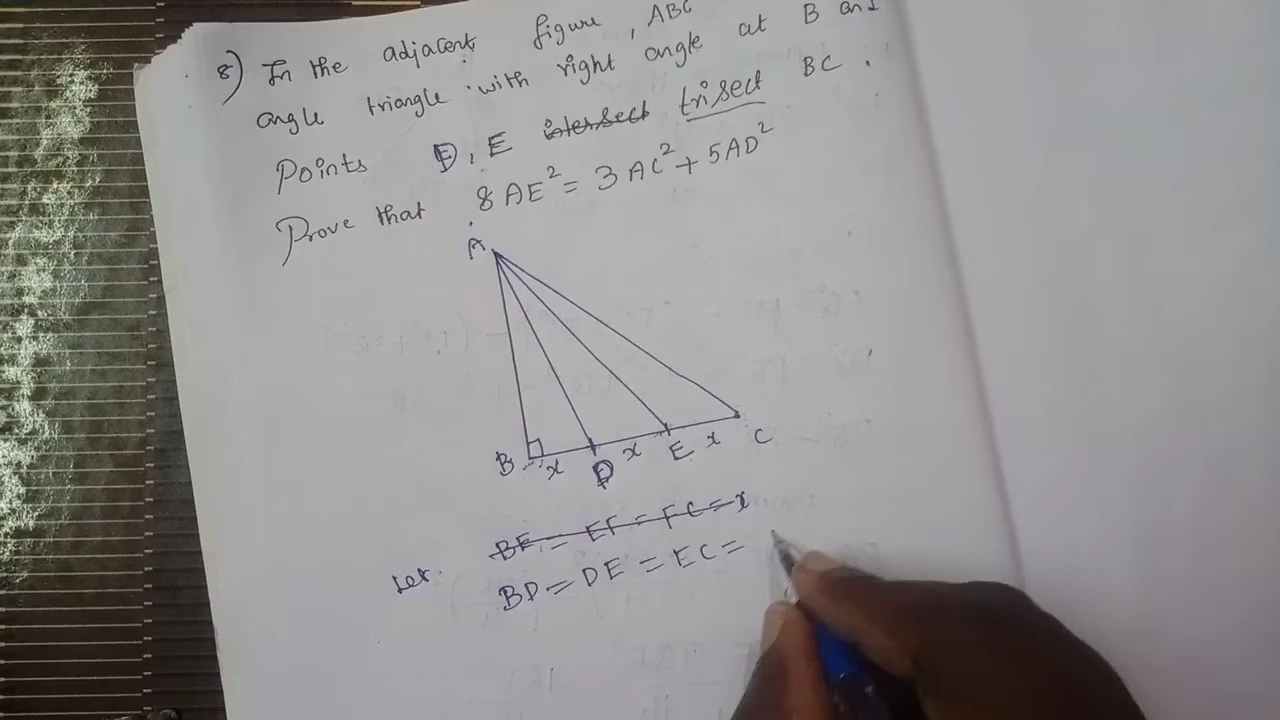 8) In the adjacent figure, ABC
angle triangle with right angle at B and
Points D, E intersect trisect BC.
Prove that 8AE² = 3AC² + 5AD²
A
B x D x E x C
Let BE = EF = FC = x
BD = DE = EC =